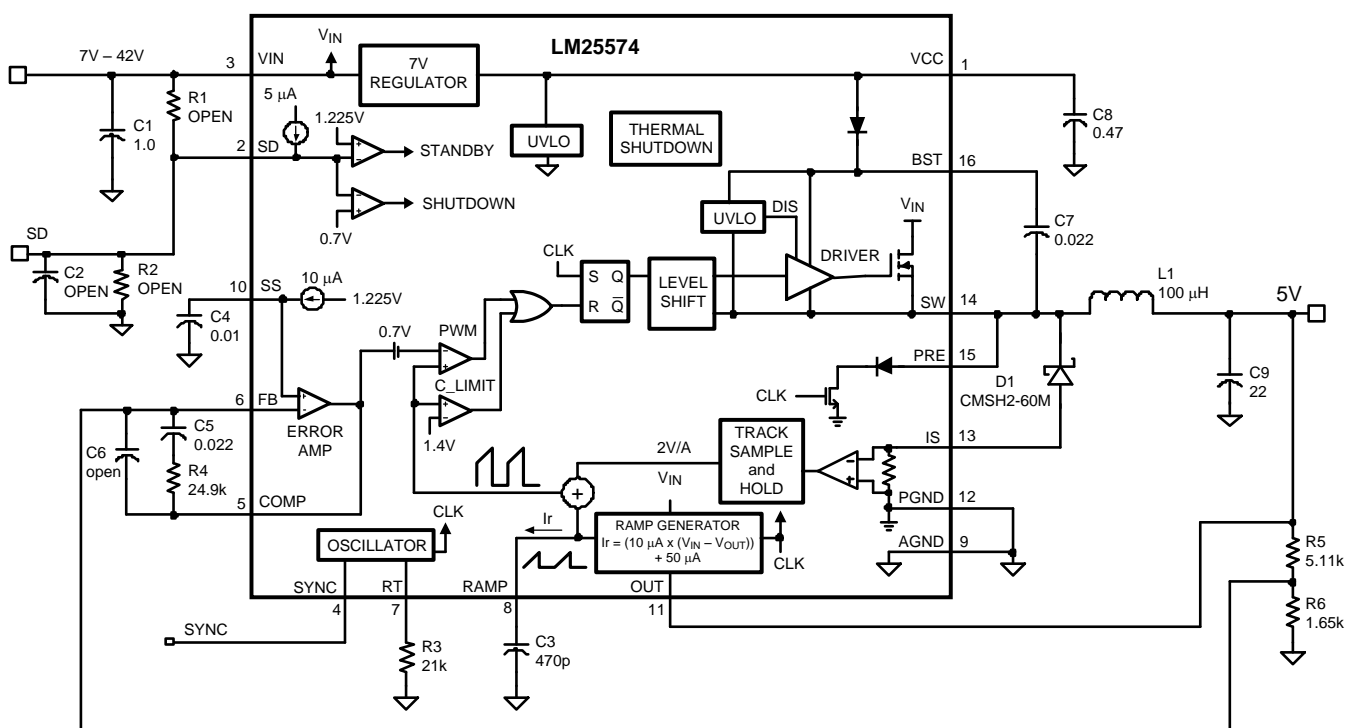 LM25574
7V – 42V
3
VIN
V_IN
7V
REGULATOR
VCC
1
R1
OPEN
C1
1.0
5 µA
1.225V
2
SD
STANDBY
SHUTDOWN
0.7V
UVLO
THERMAL
SHUTDOWN
C8
0.47
BST
16
V_IN
UVLO
DIS
DRIVER
C7
0.022
SD
C2
OPEN
R2
OPEN
10
SS
10 µA
1.225V
C4
0.01
CLK
S Q
R Q̅
LEVEL
SHIFT
SW
14
L1
100 µH
5V
0.7V
PWM
C_LIMIT
1.4V
PRE
15
CLK
D1
CMSH2-60M
C9
22
6
FB
ERROR
AMP
C5
0.022
C6
open
R4
24.9k
5
COMP
2V/A
TRACK
SAMPLE
and
HOLD
IS
13
V_IN
PGND
12
AGND
9
CLK
OSCILLATOR
Ir
RAMP GENERATOR
Ir = (10 µA x (V_IN – V_OUT))
+ 50 µA
CLK
R5
5.11k
R6
1.65k
SYNC
4
RT
7
RAMP
8
OUT
11
SYNC
R3
21k
C3
470p